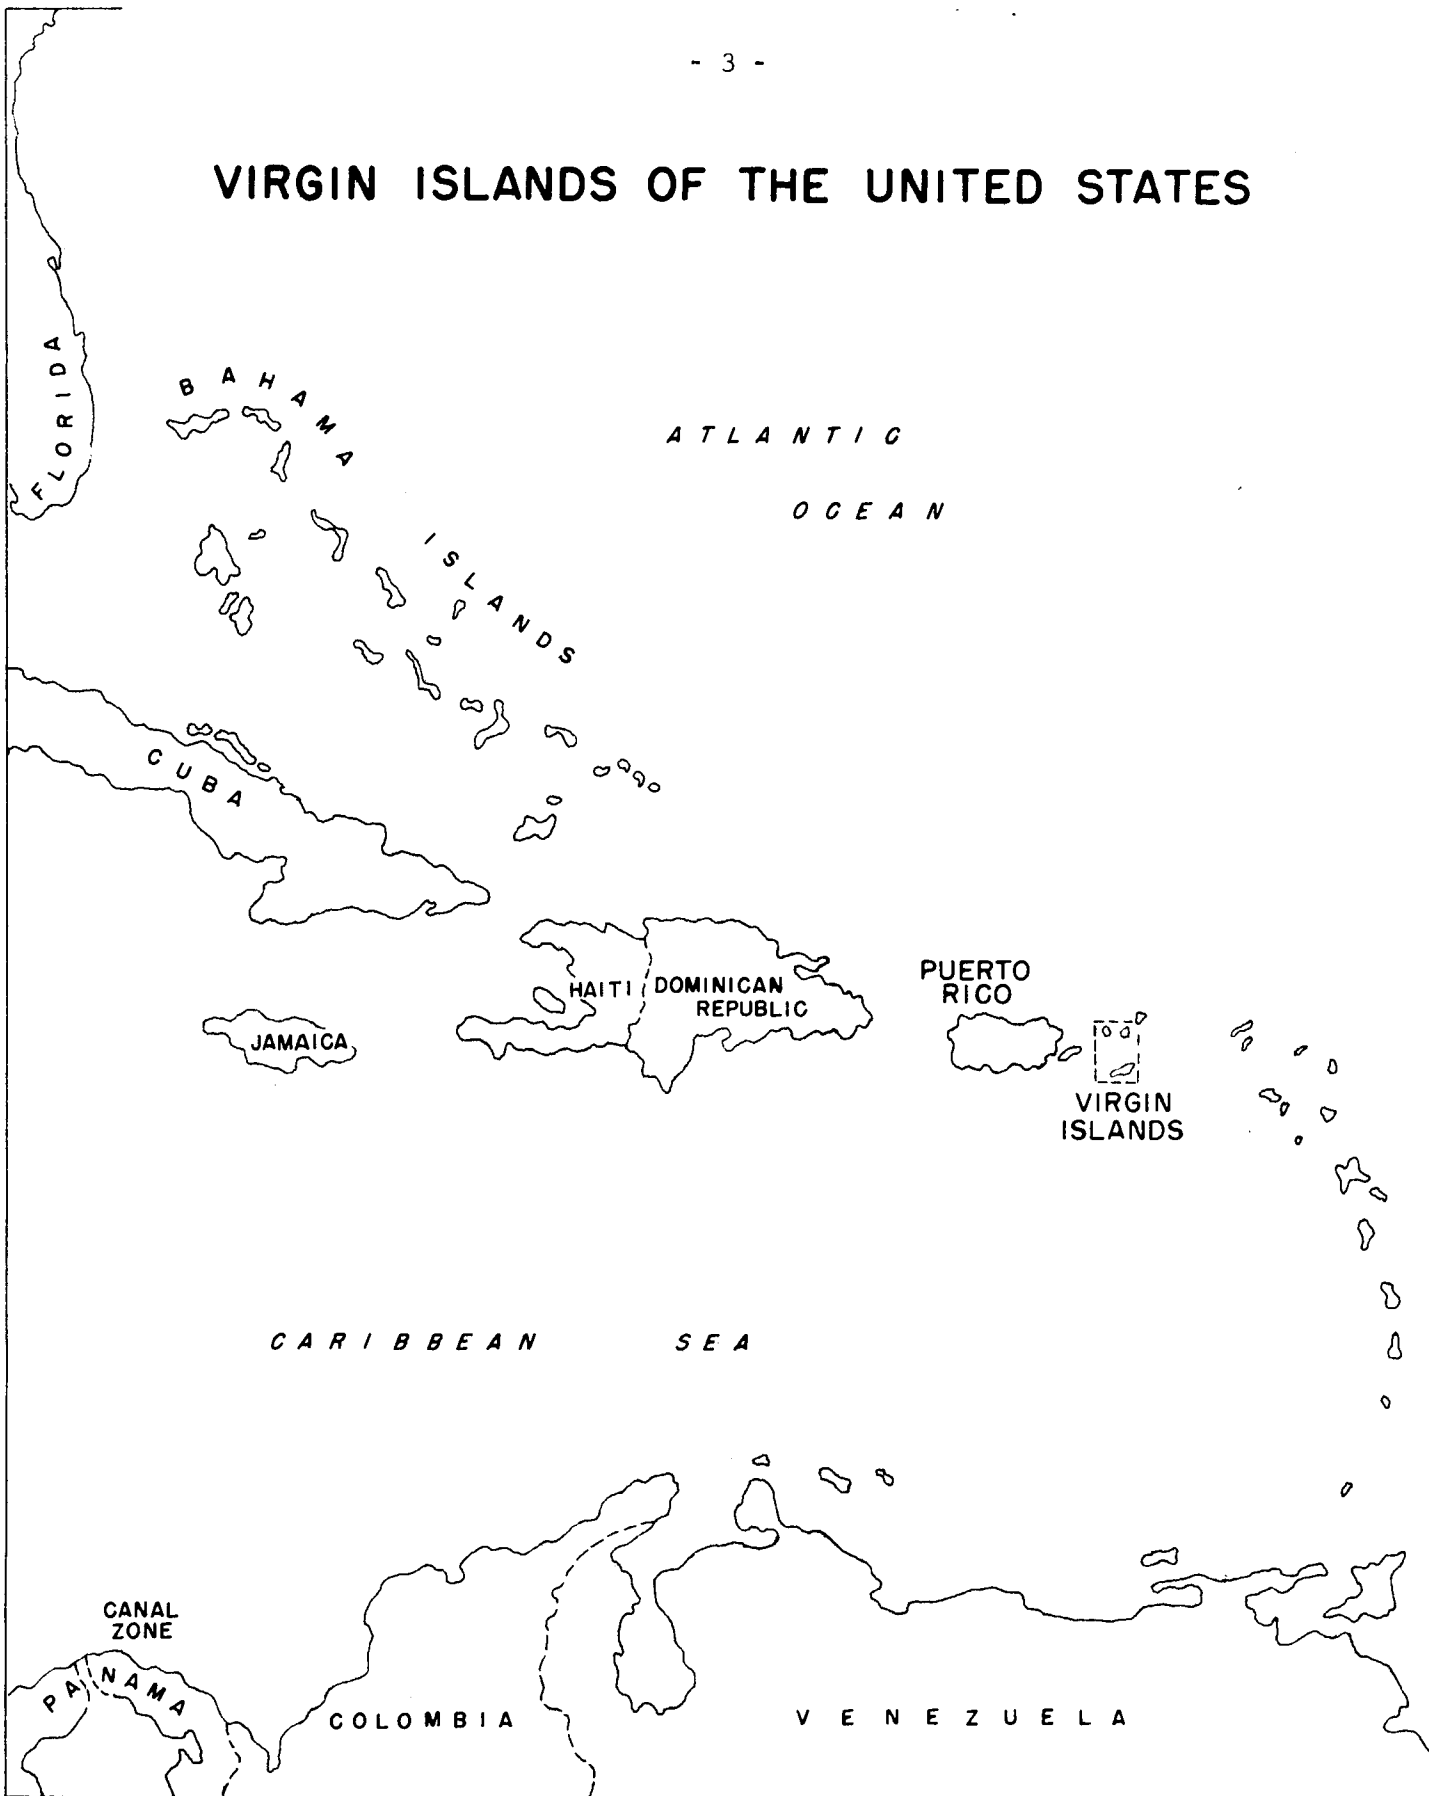 - 3 -
VIRGIN ISLANDS OF THE UNITED STATES
FLORIDA
BAHAMA
ISLANDS
ATLANTIC
OCEAN
CUBA
HAITI
DOMINICAN
REPUBLIC
PUERTO
RICO
JAMAICA
VIRGIN
ISLANDS
CARIBBEAN SEA
CANAL
ZONE
PANAMA
COLOMBIA
VENEZUELA